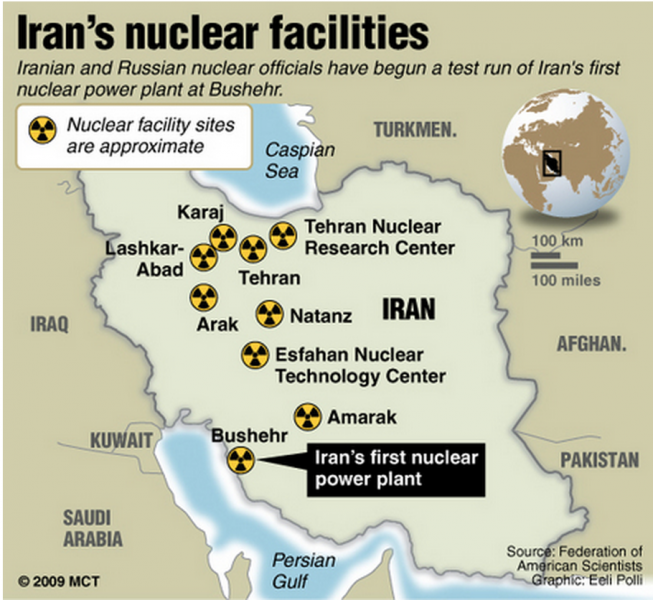 Iran's nuclear facilities
Iranian and Russian nuclear officials have begun a test run of Iran's first
nuclear power plant at Bushehr.
Nuclear facility sites
are approximate
Caspian
Sea
TURKMEN.
Karaj
Tehran Nuclear
Research Center
Lashkar-
Abad
Tehran
100 km
100 miles
Arak
Natanz
IRAN
IRAQ
AFGHAN.
Esfahan Nuclear
Technology Center
Amarak
Bushehr
KUWAIT
Iran's first nuclear
power plant
PAKISTAN
SAUDI
ARABIA
Persian
Gulf
Source: Federation of
American Scientists
Graphic: Eeli Polli
© 2009 MCT